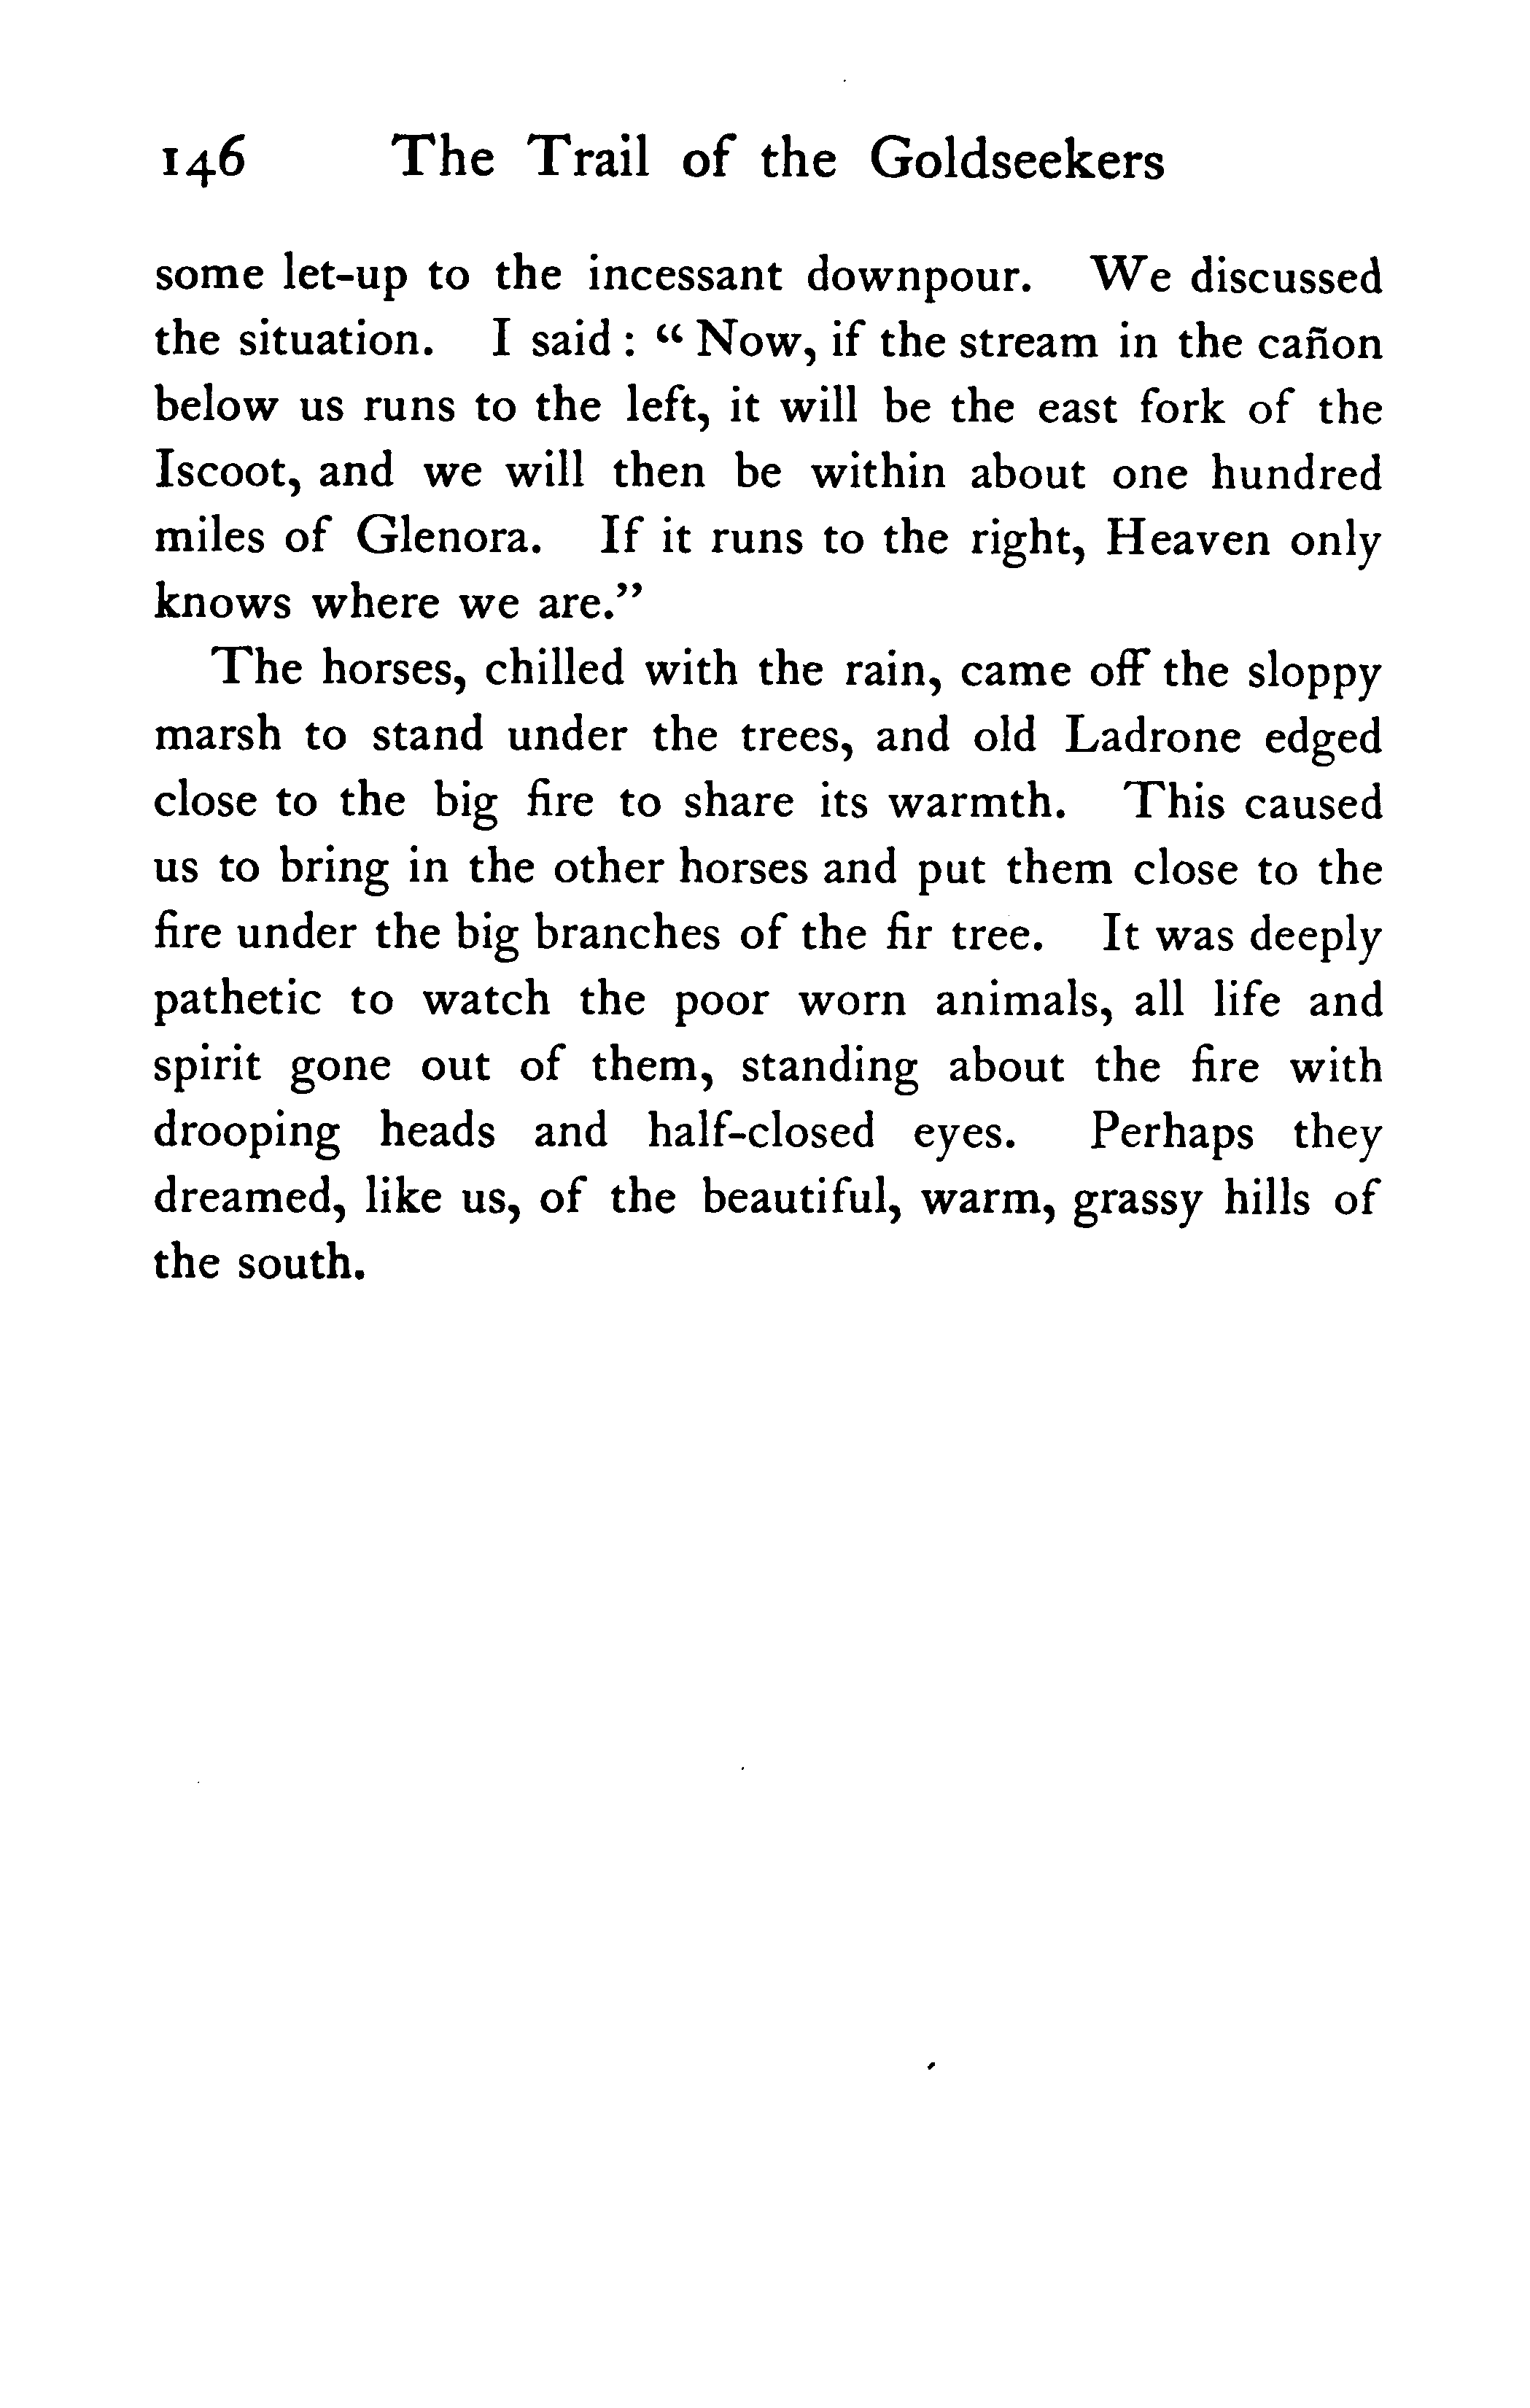 146 The Trail of the Goldseekers
some let-up to the incessant downpour. We discussed
the situation. I said : “ Now, if the stream in the cañon
below us runs to the left, it will be the east fork of the
Iscoot, and we will then be within about one hundred
miles of Glenora. If it runs to the right, Heaven only
knows where we are.”
The horses, chilled with the rain, came off the sloppy
marsh to stand under the trees, and old Ladrone edged
close to the big fire to share its warmth. This caused
us to bring in the other horses and put them close to the
fire under the big branches of the fir tree. It was deeply
pathetic to watch the poor worn animals, all life and
spirit gone out of them, standing about the fire with
drooping heads and half-closed eyes. Perhaps they
dreamed, like us, of the beautiful, warm, grassy hills of
the south.